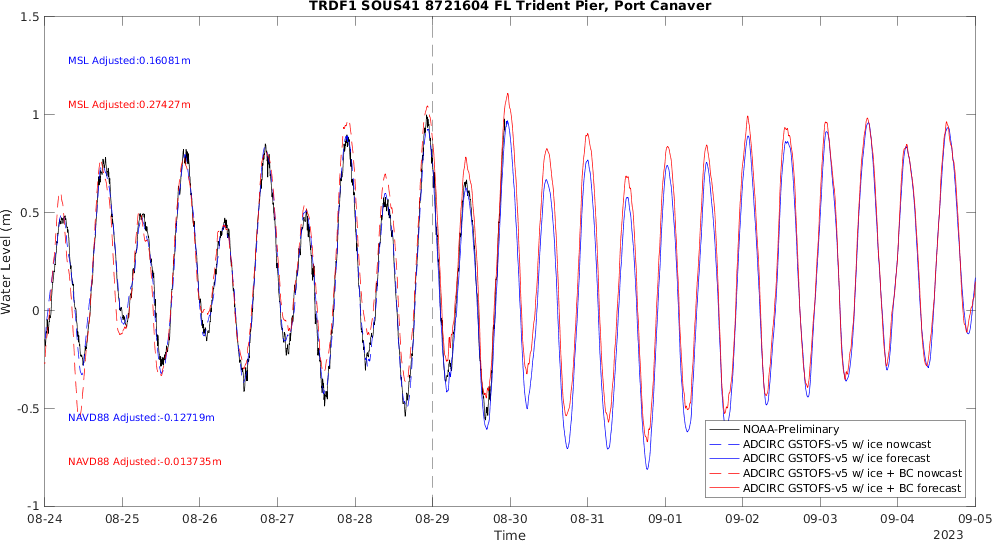 TRDF1 SOUS41 8721604 FL Trident Pier, Port Canaver
Water Level (m)
1.5
1
0.5
0
-0.5
-1
MSL Adjusted:0.16081m
MSL Adjusted:0.27427m
NAVD88 Adjusted:-0.12719m
NAVD88 Adjusted:-0.013735m
NOAA-Preliminary
ADCIRC GSTOFS-v5 w/ ice nowcast
ADCIRC GSTOFS-v5 w/ ice forecast
ADCIRC GSTOFS-v5 w/ ice + BC nowcast
ADCIRC GSTOFS-v5 w/ ice + BC forecast
08-24 08-25 08-26 08-27 08-28 08-29 08-30 08-31 09-01 09-02 09-03 09-04 09-05
Time
2023